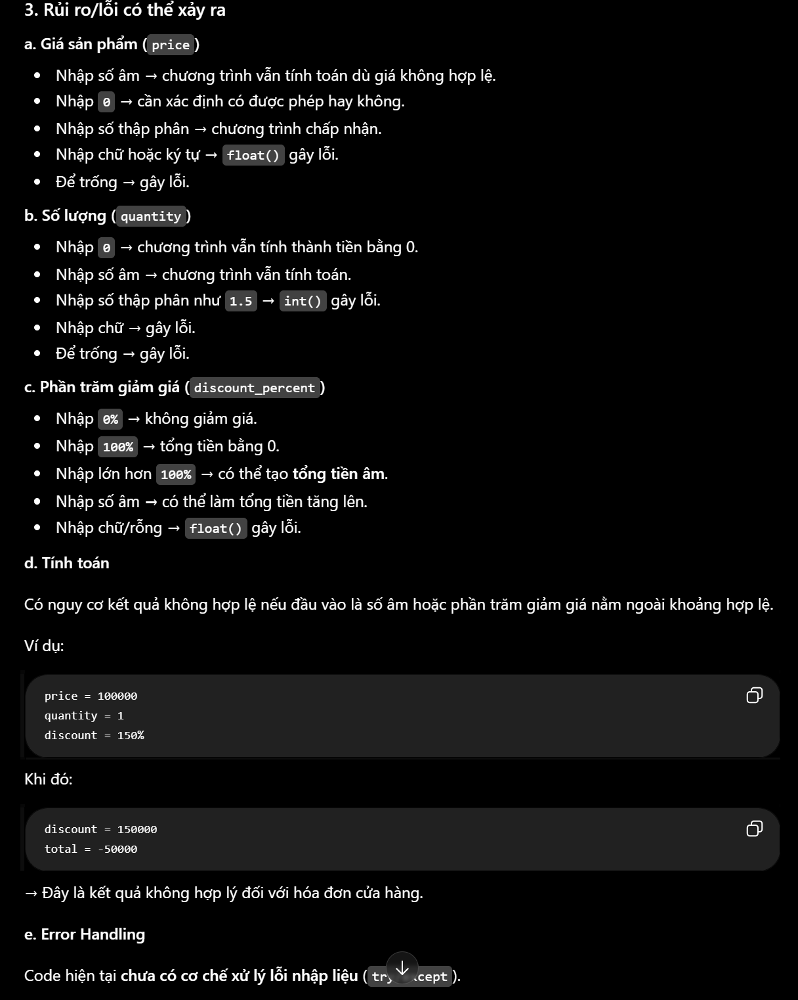 3. Rủi ro/lỗi có thể xảy ra
a. Giá sản phẩm (price)
Nhập số âm → chương trình vẫn tính toán dù giá không hợp lệ.
Nhập 0 → cần xác định có được phép hay không.
Nhập số thập phân → chương trình chấp nhận.
Nhập chữ hoặc ký tự → float() gây lỗi.
Để trống → gây lỗi.
b. Số lượng (quantity)
Nhập 0 → chương trình vẫn tính thành tiền bằng 0.
Nhập số âm → chương trình vẫn tính toán.
Nhập số thập phân như 1.5 → int() gây lỗi.
Nhập chữ → gây lỗi.
Để trống → gây lỗi.
c. Phần trăm giảm giá (discount_percent)
Nhập 0% → không giảm giá.
Nhập 100% → tổng tiền bằng 0.
Nhập lớn hơn 100% → có thể tạo tổng tiền âm.
Nhập số âm → có thể làm tổng tiền tăng lên.
Nhập chữ/rỗng → float() gây lỗi.
d. Tính toán
Có nguy cơ kết quả không hợp lệ nếu đầu vào là số âm hoặc phần trăm giảm giá nằm ngoài khoảng hợp lệ.
Ví dụ:
price = 100000
quantity = 1
discount = 150%
Khi đó:
discount = 150000
total = -50000
→ Đây là kết quả không hợp lý đối với hóa đơn cửa hàng.
e. Error Handling
Code hiện tại chưa có cơ chế xử lý lỗi nhập liệu ().